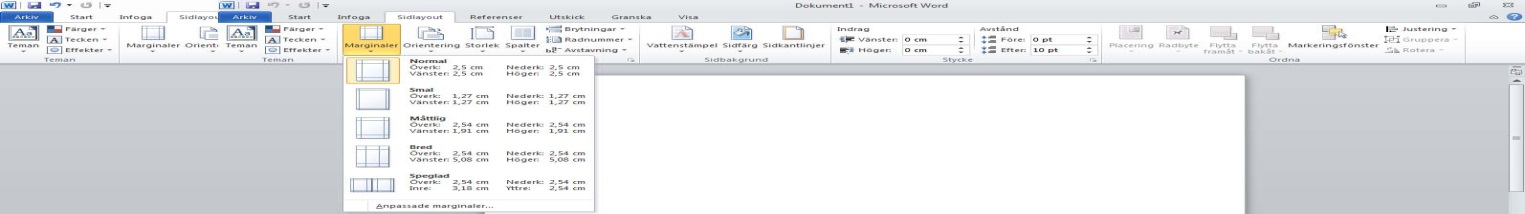 Dokument1 - Microsoft Word
Arkiv Start Infoga Sidlayou Arkiv Start Infoga Sidlayout Referenser Utskick Granska Visa
Aa Färger Aa Färger Brytningar Indrag Avstånd Justering
A Tecken A Tecken Radnummer Vänster: 0 cm Före: 0 pt Gruppera
Effekter Effekter Avstavning Höger: 0 cm Efter: 10 pt Rotera
Teman Marginaler Orient Teman Marginaler Orientering Storlek Spalter Vattenstämpel Sidfärg Sidkantlinjer Placering Radbyte Flytta framåt Flytta bakåt Markeringsfönster
Teman Teman Sidbakgrund Stycke Ordna
Normal
Överk: 2,5 cm Nederk: 2,5 cm
Vänster: 2,5 cm Höger: 2,5 cm
Smal
Överk: 1,27 cm Nederk: 1,27 cm
Vänster: 1,27 cm Höger: 1,27 cm
Måttlig
Överk: 2,54 cm Nederk: 2,54 cm
Vänster: 1,91 cm Höger: 1,91 cm
Bred
Överk: 2,54 cm Nederk: 2,54 cm
Vänster: 5,08 cm Höger: 5,08 cm
Speglad
Överk: 2,54 cm Nederk: 2,54 cm
Inre: 3,18 cm Yttre: 2,54 cm
Anpassade marginaler...